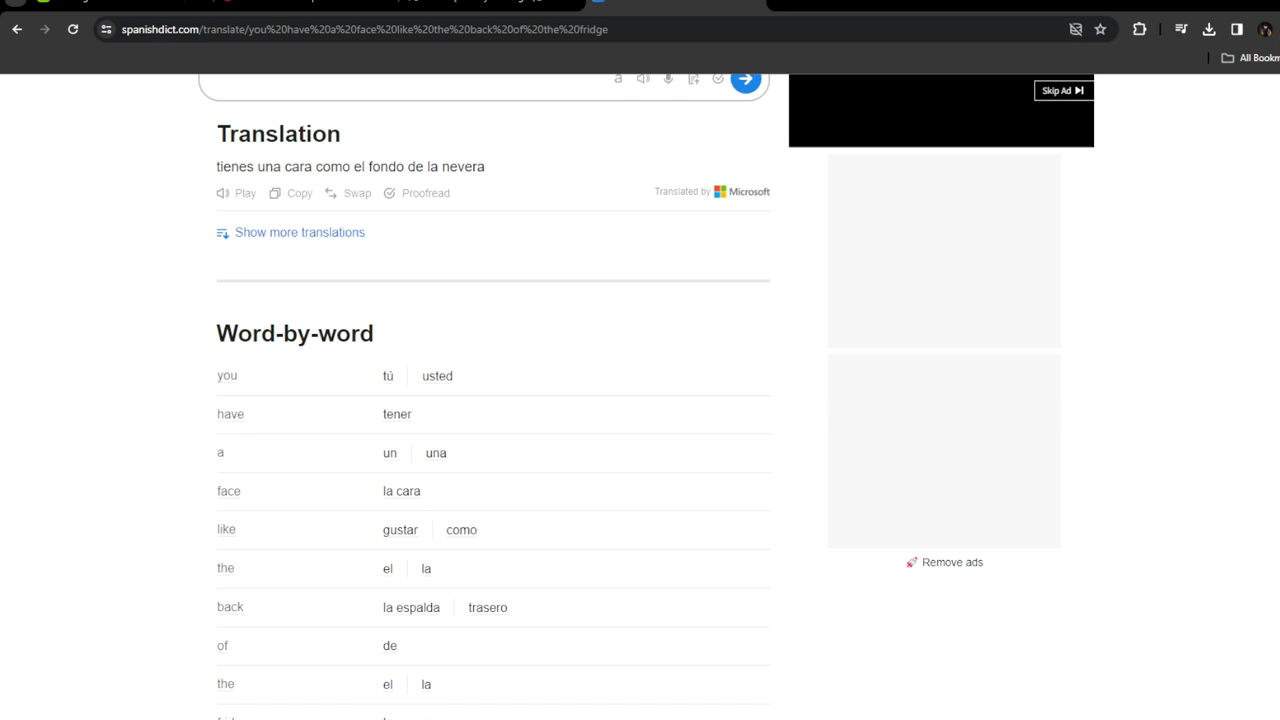 spanishdict.com/translate/you%20have%20a%20face%20like%20the%20back%20of%20the%20fridge
All Bookm
Skip Ad
Translation
tienes una cara como el fondo de la nevera
Play Copy Swap Proofread
Translated by Microsoft
Show more translations
Word-by-word
you tú usted
have tener
a un una
face la cara
like gustar como
the el la
back la espalda trasero
of de
the el la
Remove ads